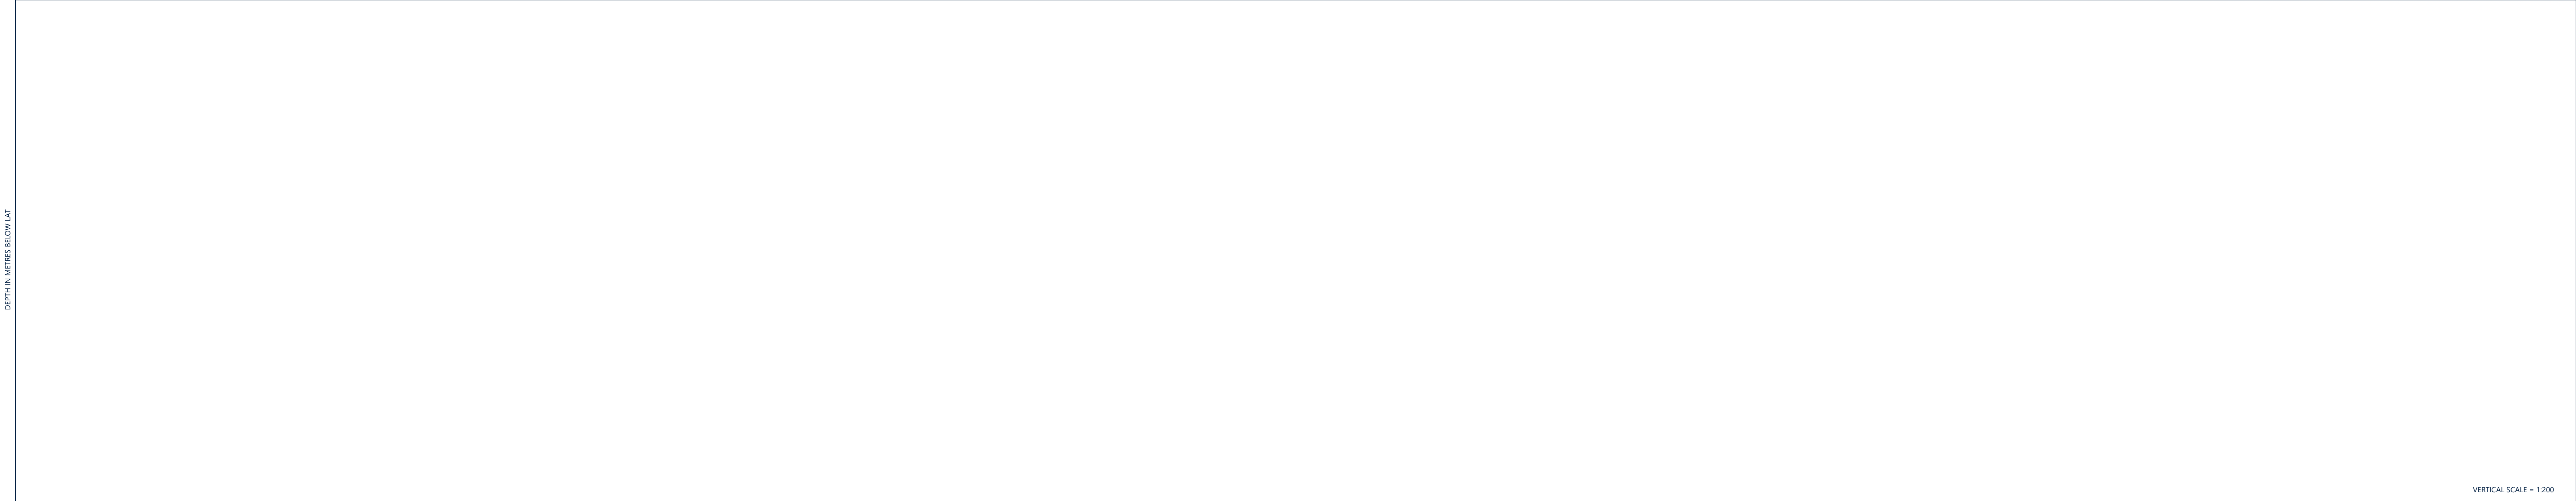 DEPTH IN METRES BELOW LAT
VERTICAL SCALE = 1:200